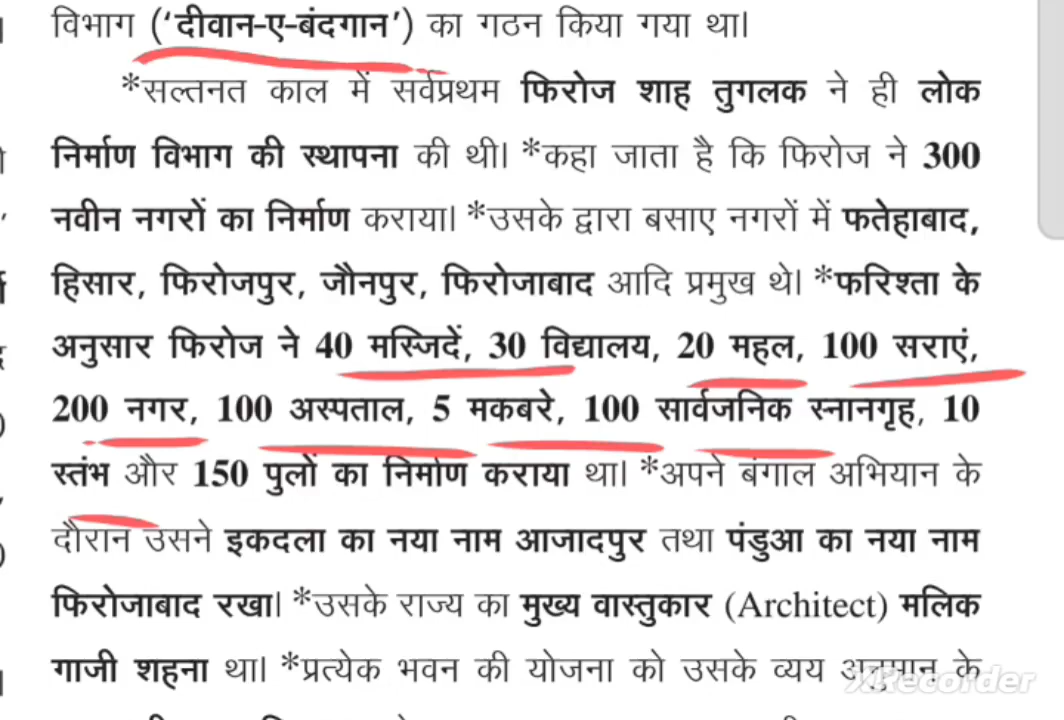 विभाग (‘दीवान-ए-बंदगान’) का गठन किया गया था।
*सल्तनत काल में सर्वप्रथम फिरोज शाह तुगलक ने ही लोक
निर्माण विभाग की स्थापना की थी। *कहा जाता है कि फिरोज ने 300
नवीन नगरों का निर्माण कराया। *उसके द्वारा बसाए नगरों में फतेहाबाद,
हिसार, फिरोजपुर, जौनपुर, फिरोजाबाद आदि प्रमुख थे। *फरिश्ता के
अनुसार फिरोज ने 40 मस्जिदें, 30 विद्यालय, 20 महल, 100 सराएं,
200 नगर, 100 अस्पताल, 5 मकबरे, 100 सार्वजनिक स्नानगृह, 10
स्तंभ और 150 पुलों का निर्माण कराया था। *अपने बंगाल अभियान के
दौरान उसने इकदला का नया नाम आजादपुर तथा पंडुआ का नया नाम
फिरोजाबाद रखा। *उसके राज्य का मुख्य वास्तुकार (Architect) मलिक
गाजी शहना था। *प्रत्येक भवन की योजना को उसके व्यय अनुमान के
XRecorder